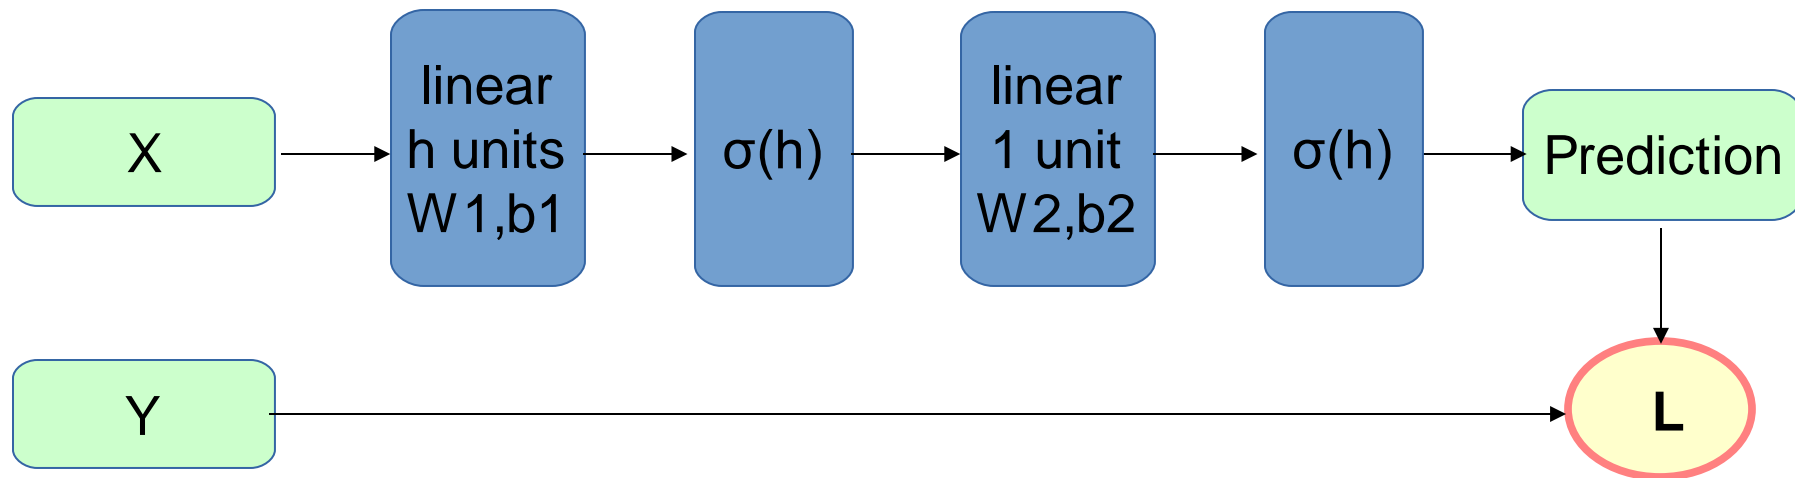 X
linear
h units
W1,b1
σ(h)
linear
1 unit
W2,b2
σ(h)
Prediction
Y
L